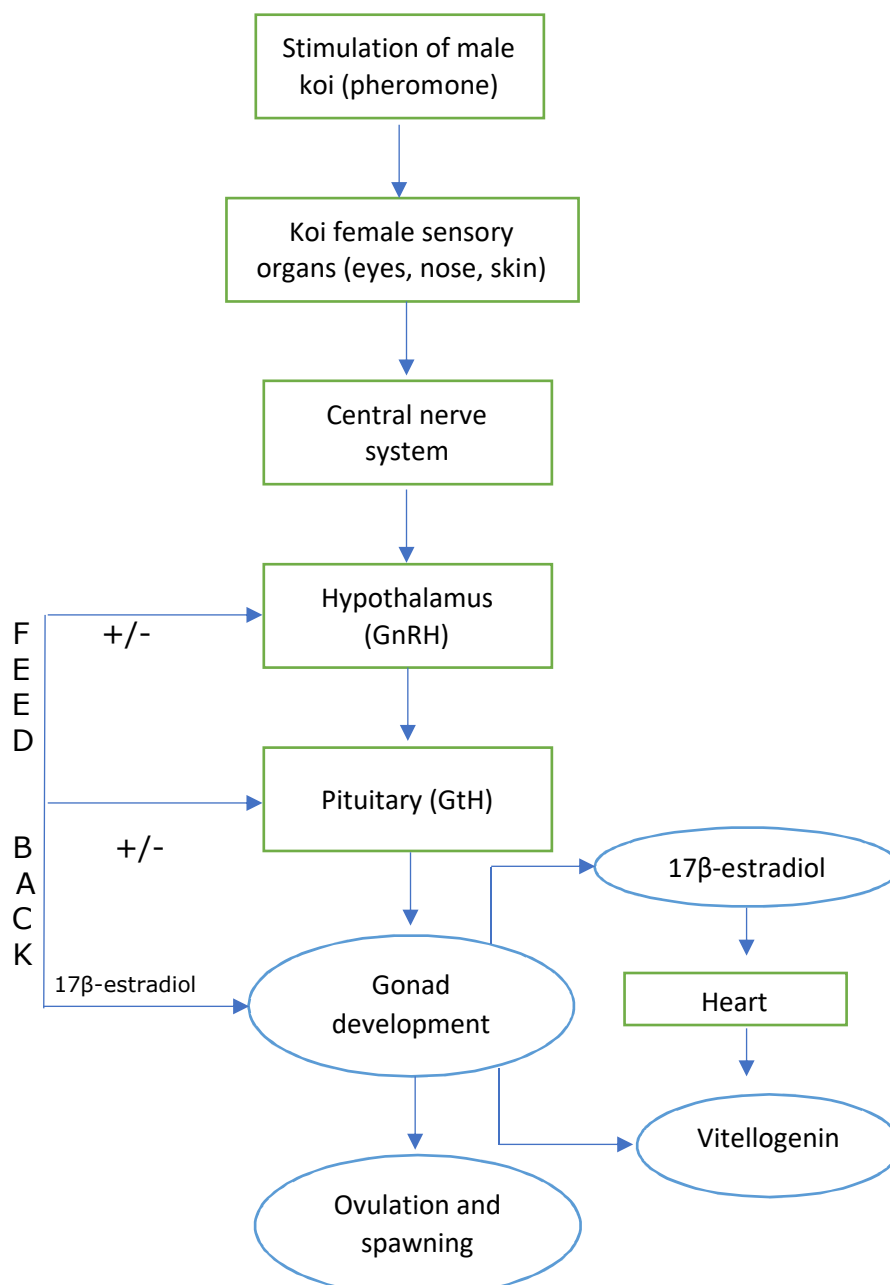 Stimulation of male
koi (pheromone)
Koi female sensory
organs (eyes, nose, skin)
Central nerve
system
Hypothalamus
(GnRH)
+/-
F
E
E
D
Pituitary (GtH)
+/-
B
A
C
K
17β-estradiol
17β-estradiol
Gonad
development
Heart
Vitellogenin
Ovulation and
spawning